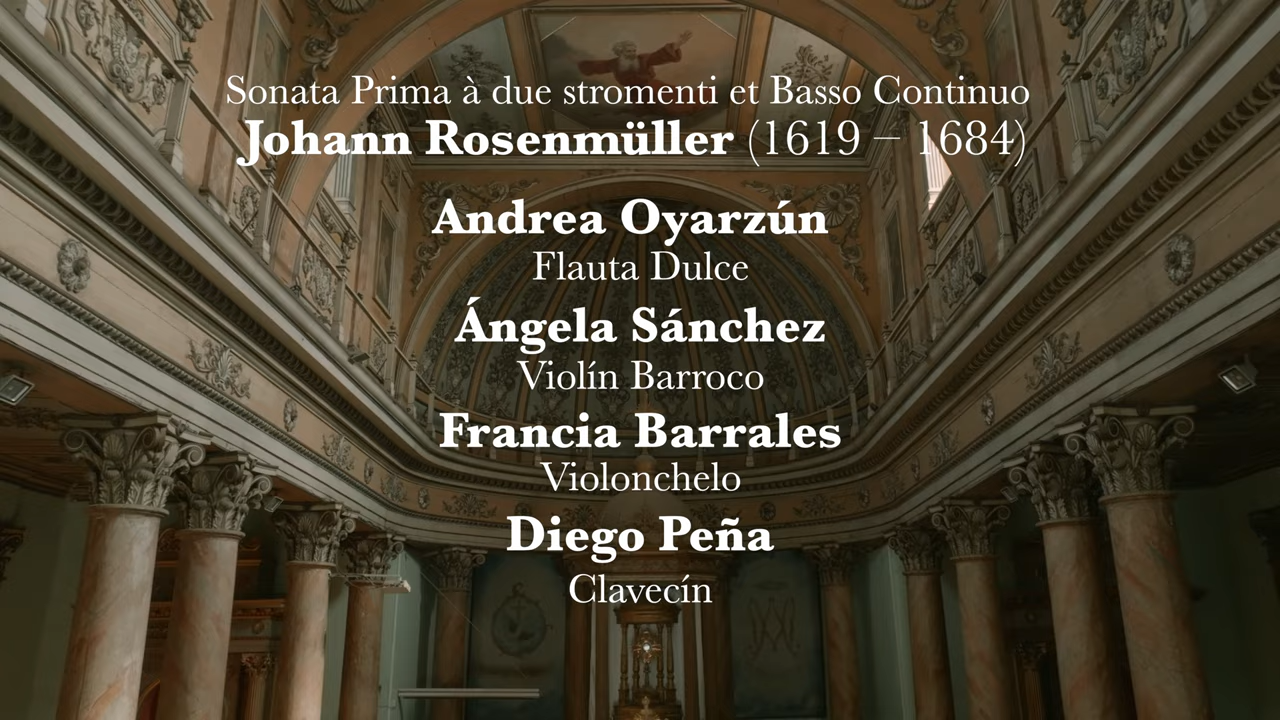 Sonata Prima à due stromenti et Basso Continuo
Johann Rosenmüller (1619 – 1684)
Andrea Oyarzún
Flauta Dulce
Ángela Sánchez
Violín Barroco
Francia Barrales
Violonchelo
Diego Peña
Clavecín